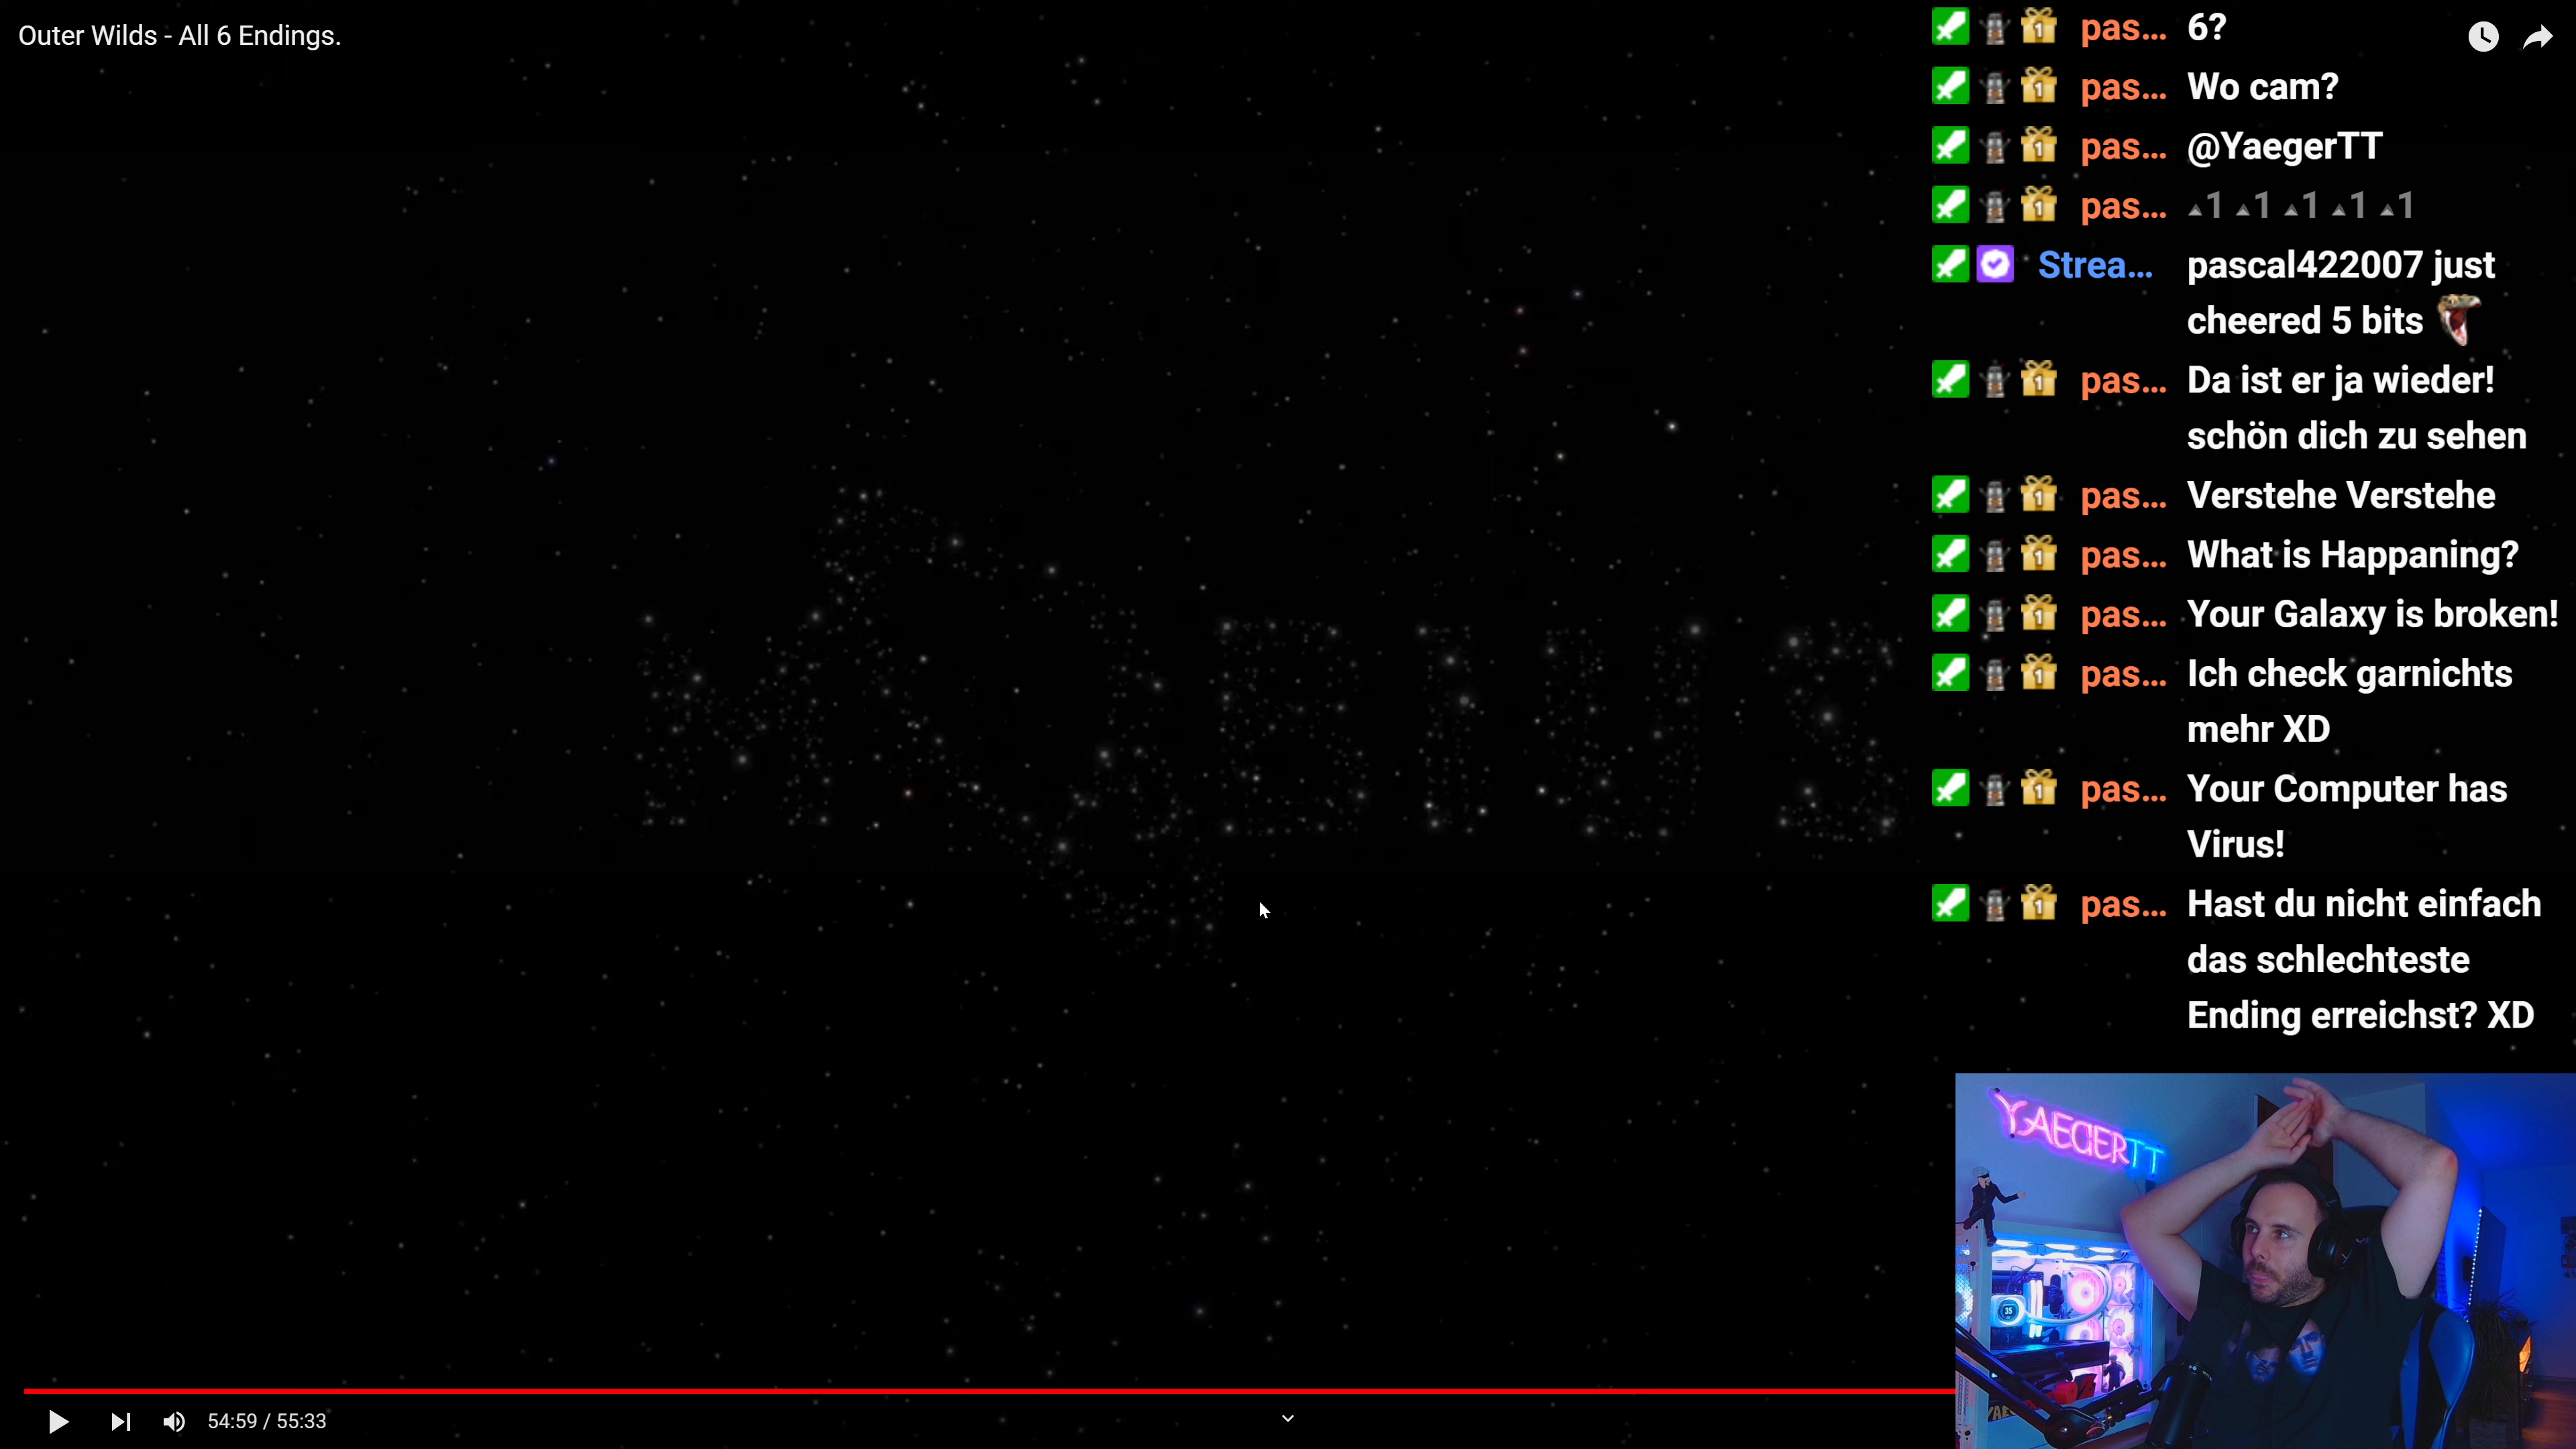 Outer Wilds - All 6 Endings.
pas... 6?
pas... Wo cam?
pas... @YaegerTT
pas... 1 1 1 1 1
Strea... pascal422007 just
cheered 5 bits
pas... Da ist er ja wieder!
schön dich zu sehen
pas... Verstehe Verstehe
pas... What is Happaning?
pas... Your Galaxy is broken!
pas... Ich check garnichts
mehr XD
pas... Your Computer has
Virus!
pas... Hast du nicht einfach
das schlechteste
Ending erreichst? XD
MOBIUS
YAEGERTT
35
54:59 / 55:33